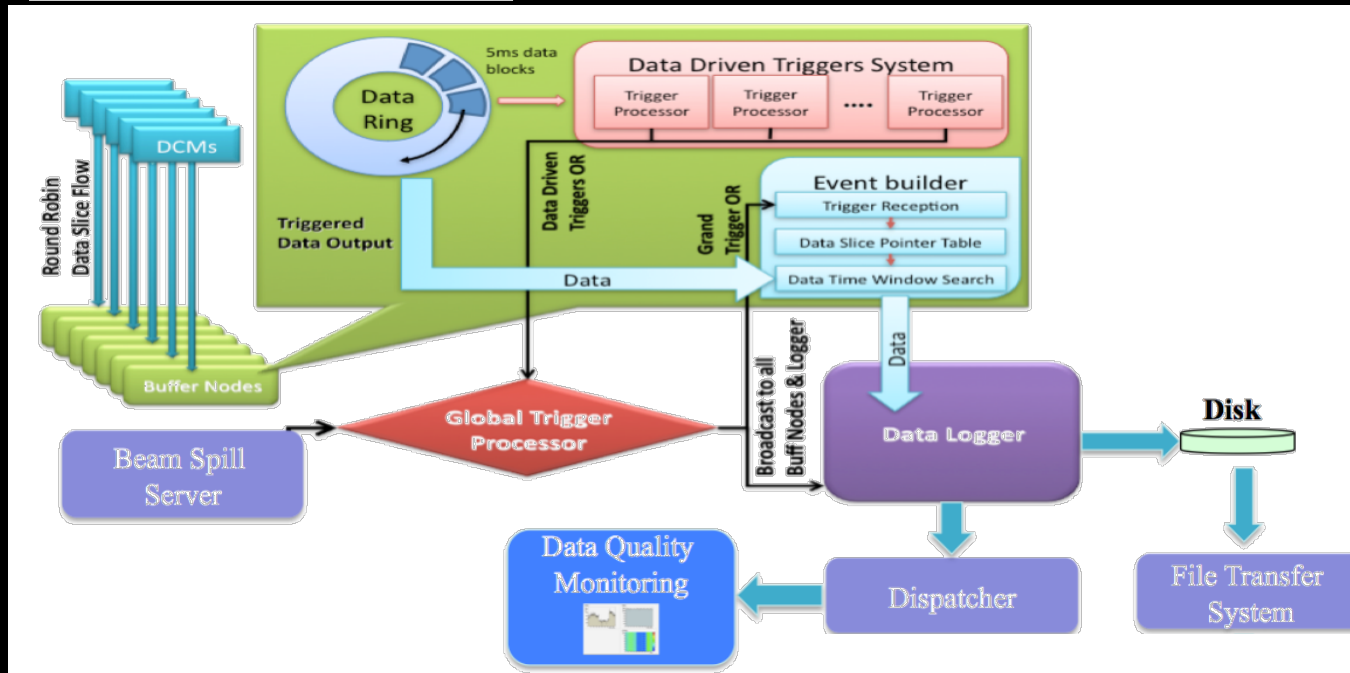 5ms data
blocks
Data
Ring
Data Driven Triggers System
Trigger
Processor
Trigger
Processor
....
Trigger
Processor
DCMs
Round Robin
Data Slice Flow
Triggered
Data Output
Data Driven
Triggers OR
Grand
Trigger OR
Event builder
Trigger Reception
Data Slice Pointer Table
Data Time Window Search
Data
Data
Buffer Nodes
Beam Spill
Server
Global Trigger
Processor
Broadcast to all
Buff Nodes & Logger
Data Logger
Disk
Data Quality
Monitoring
Dispatcher
File Transfer
System